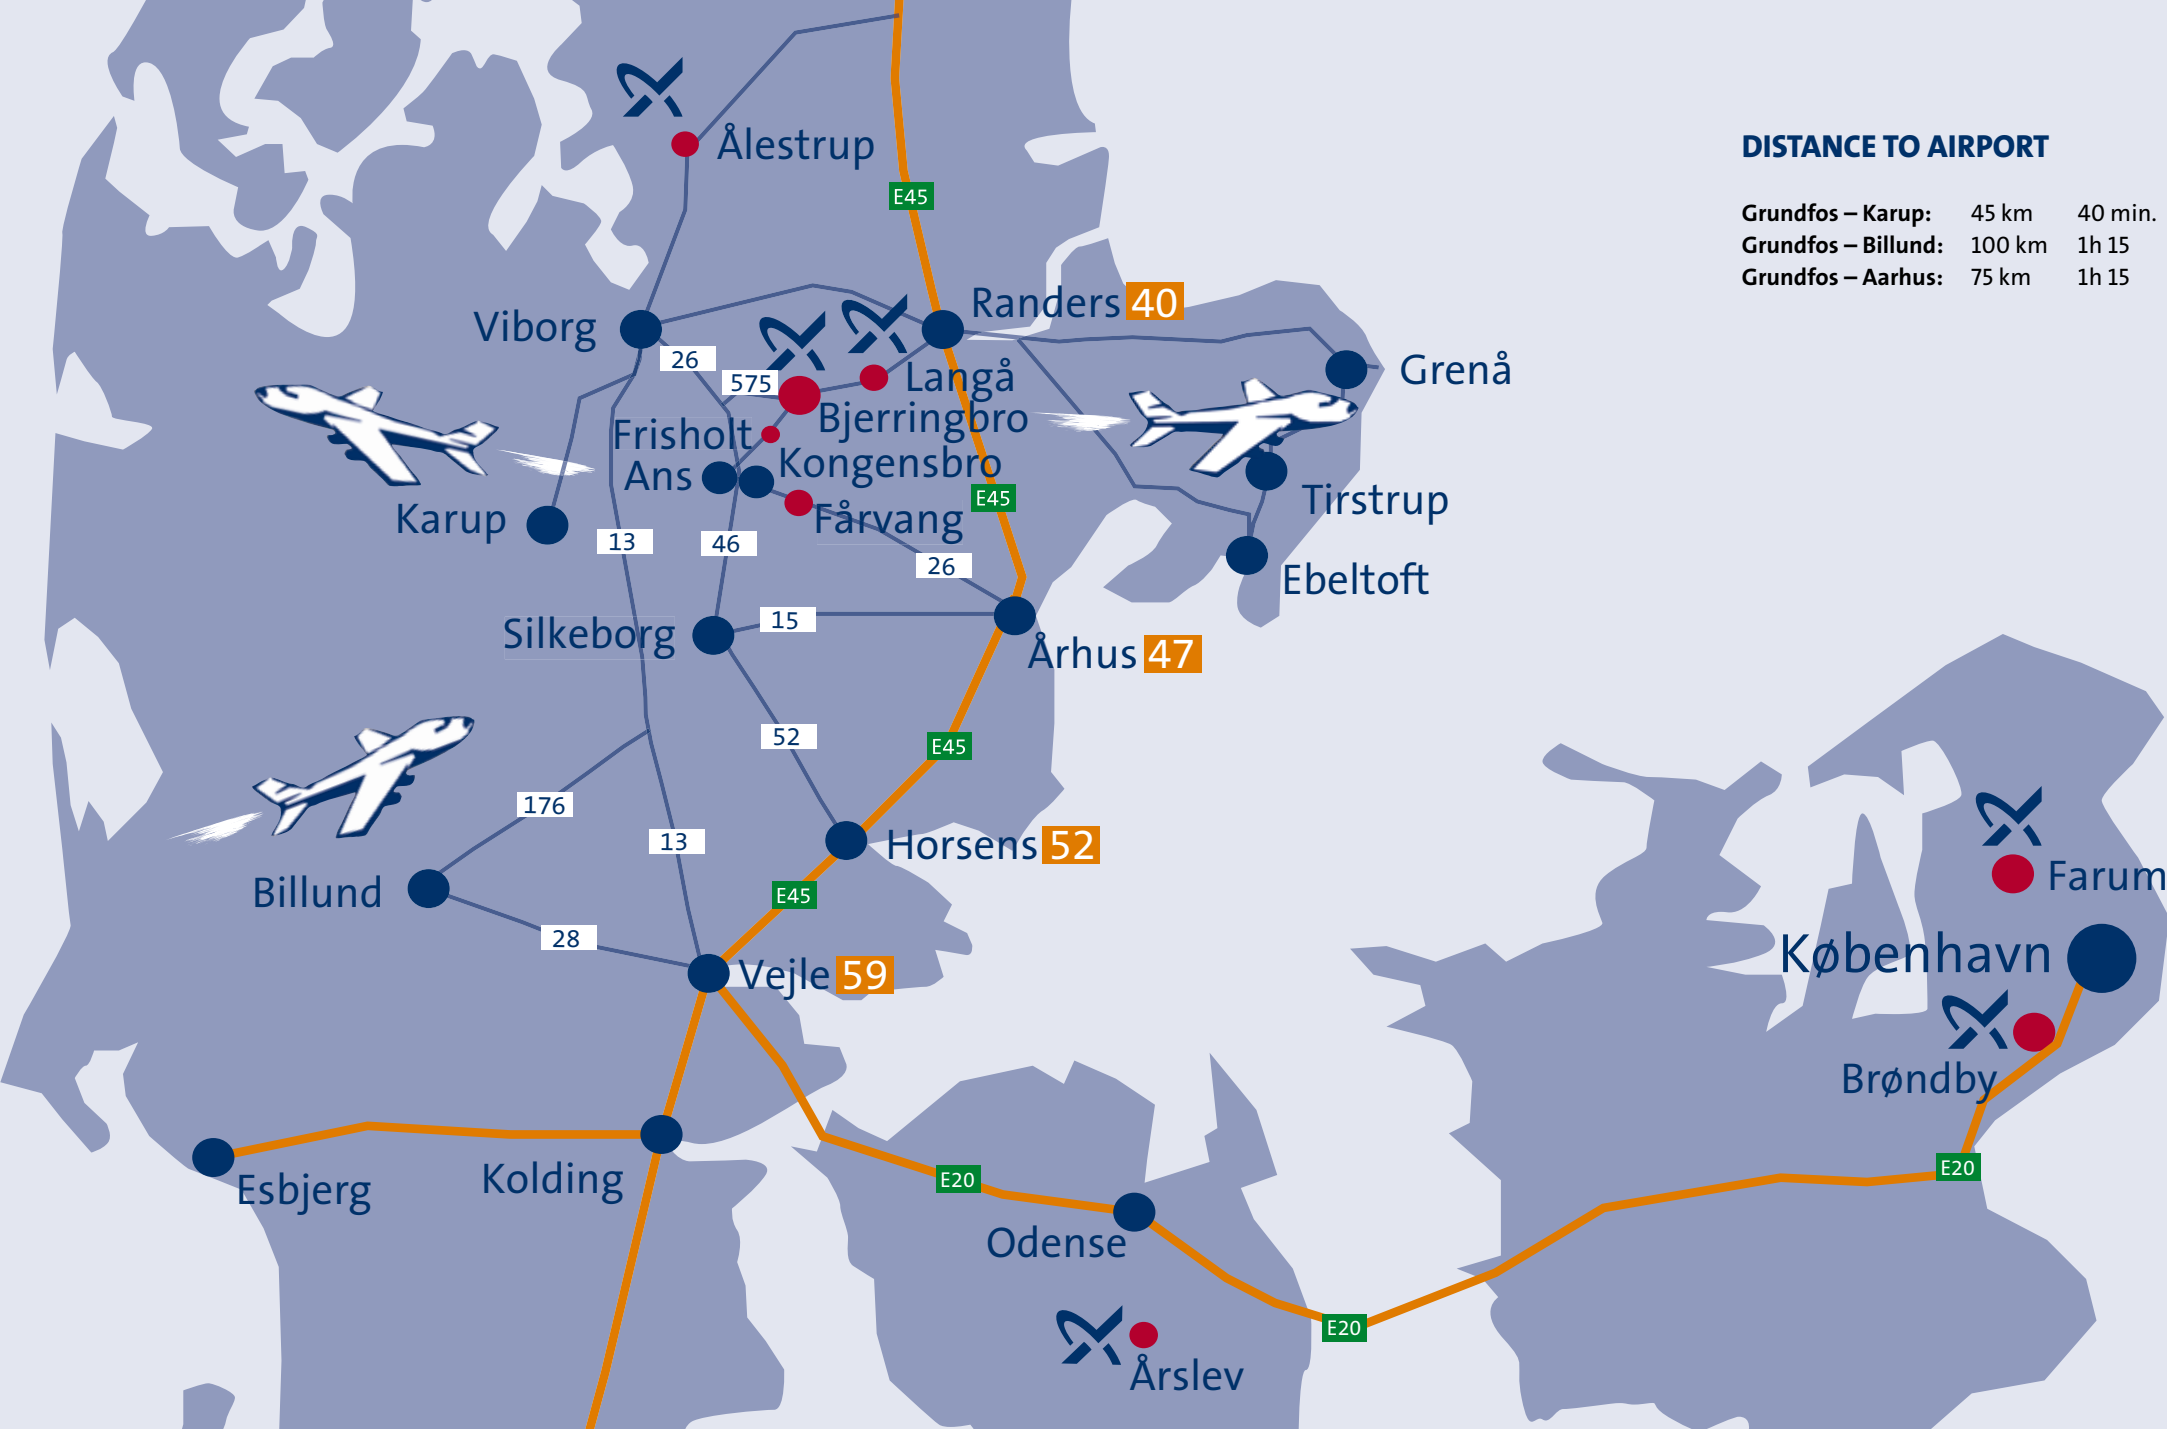 Ålestrup
DISTANCE TO AIRPORT
E45
Grundfos – Karup: 45 km 40 min.
Grundfos – Billund: 100 km 1h 15
Grundfos – Aarhus: 75 km 1h 15
Randers 40
Viborg
26
575
Langå
Grenå
Bjerringbro
Frisholt
Kongensbro
Ans
E45
Tirstrup
Karup
Fårvang
13
46
26
Ebeltoft
15
Silkeborg
Århus 47
52
E45
176
13
Horsens 52
Farum
Billund
E45
28
København
Vejle 59
Brøndby
E20
E20
Kolding
Esbjerg
Odense
E20
Årslev